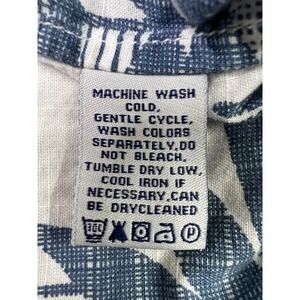 MACHINE WASH
COLD,
GENTLE CYCLE,
WASH COLORS
SEPARATELY,DO
NOT BLEACH,
TUMBLE DRY LOW,
COOL IRON IF
NECESSARY,CAN
BE DRYCLEANED
30C P